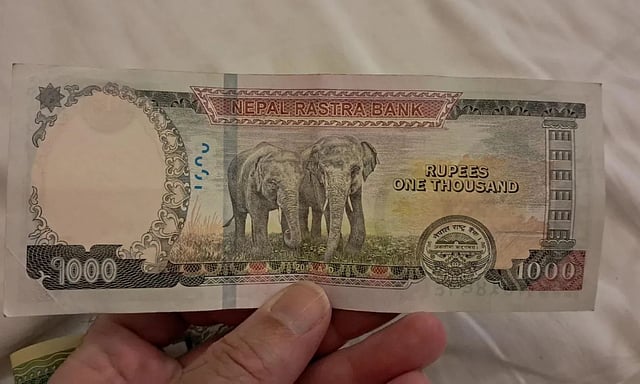 NEPAL RASTRA BANK
RUPEES
ONE THOUSAND
1000
1000